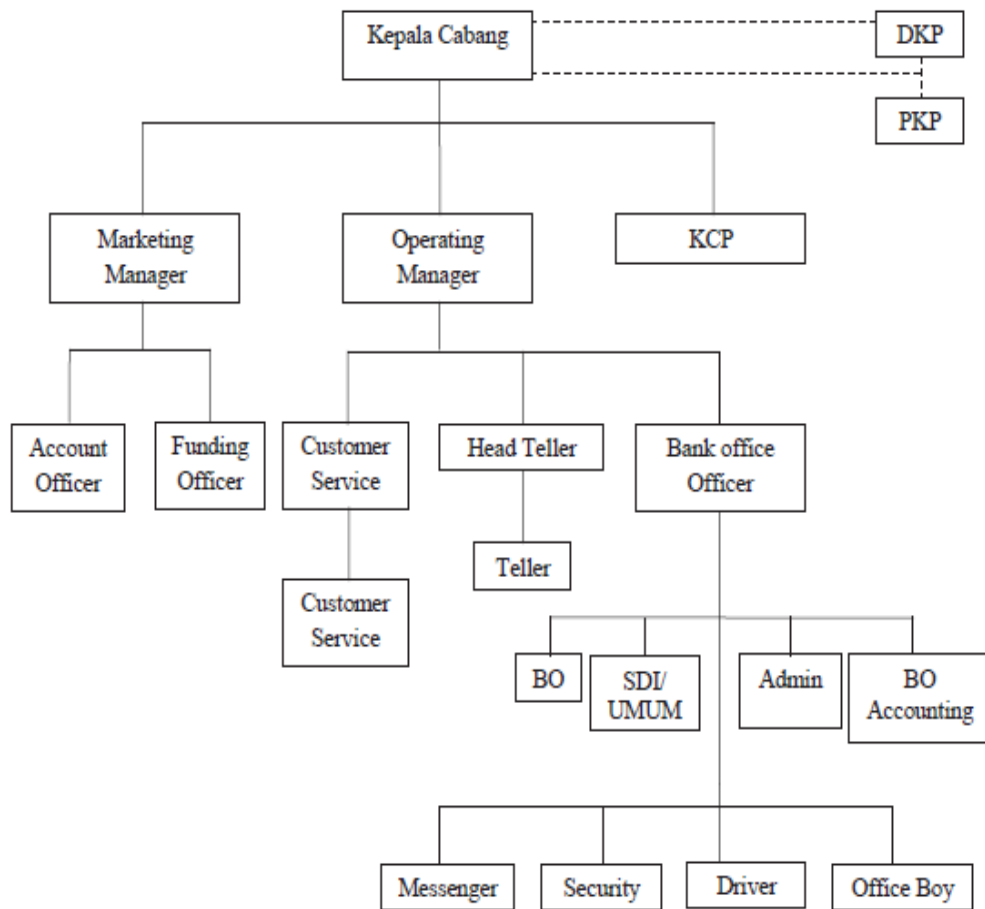 Kepala Cabang
DKP
PKP
Marketing
Manager
Operating
Manager
KCP
Account
Officer
Funding
Officer
Customer
Service
Head Teller
Bank office
Officer
Teller
Customer
Service
BO
SDI/
UMUM
Admin
BO
Accounting
Messenger
Security
Driver
Office Boy